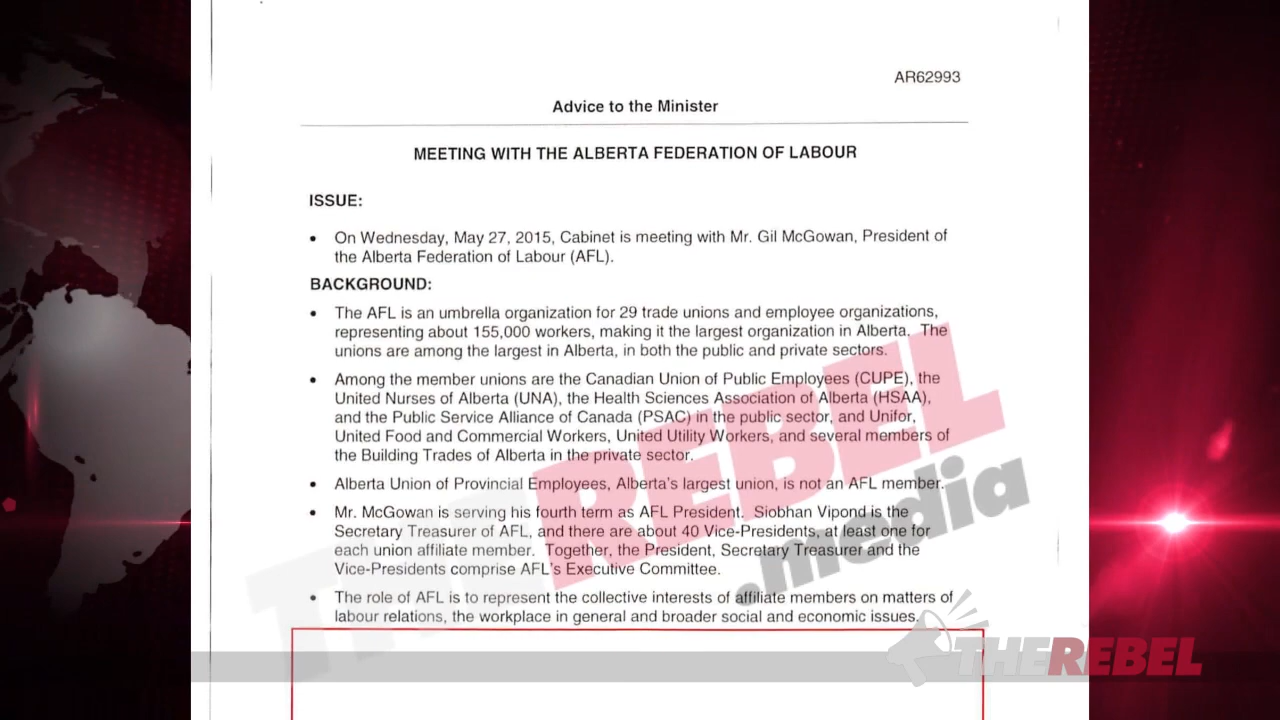 AR62993
Advice to the Minister
MEETING WITH THE ALBERTA FEDERATION OF LABOUR
ISSUE:
• On Wednesday, May 27, 2015, Cabinet is meeting with Mr. Gil McGowan, President of
the Alberta Federation of Labour (AFL).
BACKGROUND:
• The AFL is an umbrella organization for 29 trade unions and employee organizations,
representing about 155,000 workers, making it the largest organization in Alberta. The
unions are among the largest in Alberta, in both the public and private sectors.
• Among the member unions are the Canadian Union of Public Employees (CUPE), the
United Nurses of Alberta (UNA), the Health Sciences Association of Alberta (HSAA),
and the Public Service Alliance of Canada (PSAC) in the public sector, and Unifor,
United Food and Commercial Workers, United Utility Workers, and several members of
the Building Trades of Alberta in the private sector.
• Alberta Union of Provincial Employees, Alberta's largest union, is not an AFL member.
• Mr. McGowan is serving his fourth term as AFL President. Siobhan Vipond is the
Secretary Treasurer of AFL, and there are about 40 Vice-Presidents, at least one for
each union affiliate member. Together, the President, Secretary Treasurer and the
Vice-Presidents comprise AFL's Executive Committee.
• The role of AFL is to represent the collective interests of affiliate members on matters of
labour relations, the workplace in general and broader social and economic issues.
THE REBEL
.media
THE REBEL